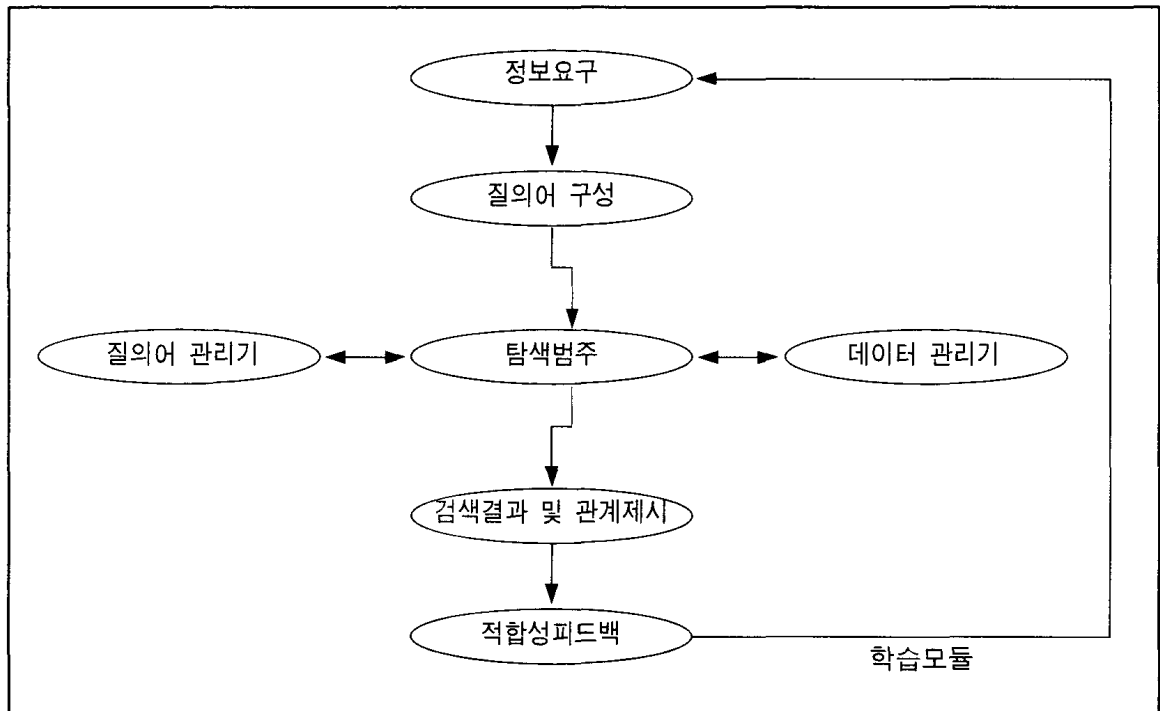 정보요구
질의어 구성
질의어 관리기
탐색범주
데이터 관리기
검색결과 및 관계제시
적합성피드백
학습모듈